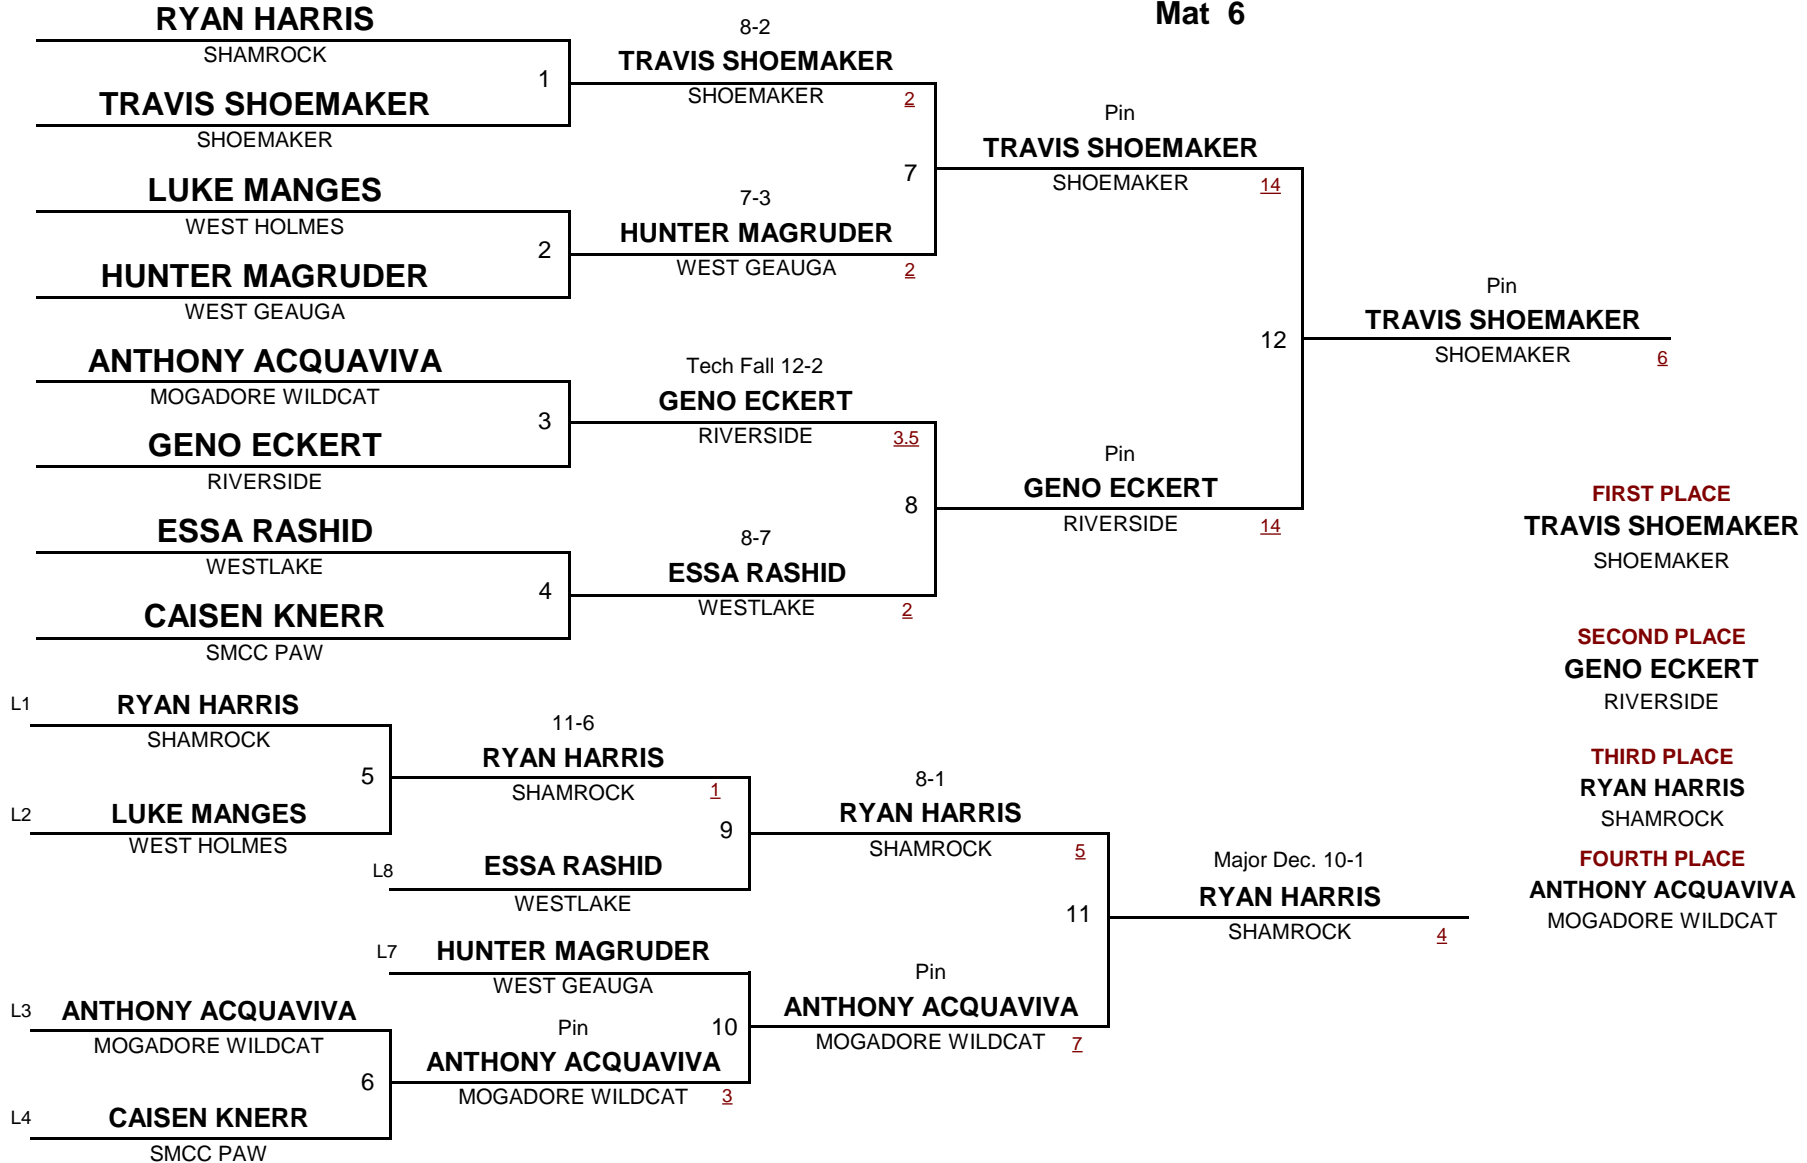 Mat 6
RYAN HARRIS
SHAMROCK
1
TRAVIS SHOEMAKER
SHOEMAKER
LUKE MANGES
WEST HOLMES
2
HUNTER MAGRUDER
WEST GEAUGA
ANTHONY ACQUAVIVA
MOGADORE WILDCAT
3
GENO ECKERT
RIVERSIDE
ESSA RASHID
WESTLAKE
4
CAISEN KNERR
SMCC PAW
8-2
TRAVIS SHOEMAKER
SHOEMAKER 2
7
7-3
HUNTER MAGRUDER
WEST GEAUGA 2
Tech Fall 12-2
GENO ECKERT
RIVERSIDE 3.5
8
8-7
ESSA RASHID
WESTLAKE 2
Pin
TRAVIS SHOEMAKER
SHOEMAKER 14
12
Pin
GENO ECKERT
RIVERSIDE 14
Pin
TRAVIS SHOEMAKER
SHOEMAKER 6
L1 RYAN HARRIS
SHAMROCK
5
L2 LUKE MANGES
WEST HOLMES
11-6
RYAN HARRIS
SHAMROCK 1
9
L8 ESSA RASHID
WESTLAKE
L7 HUNTER MAGRUDER
WEST GEAUGA
L3 ANTHONY ACQUAVIVA
MOGADORE WILDCAT
6
L4 CAISEN KNERR
SMCC PAW
Pin 10
ANTHONY ACQUAVIVA
MOGADORE WILDCAT 3
8-1
RYAN HARRIS
SHAMROCK 5
11
Pin
ANTHONY ACQUAVIVA
MOGADORE WILDCAT 7
Major Dec. 10-1
RYAN HARRIS
SHAMROCK 4
FIRST PLACE
TRAVIS SHOEMAKER
SHOEMAKER
SECOND PLACE
GENO ECKERT
RIVERSIDE
THIRD PLACE
RYAN HARRIS
SHAMROCK
FOURTH PLACE
ANTHONY ACQUAVIVA
MOGADORE WILDCAT